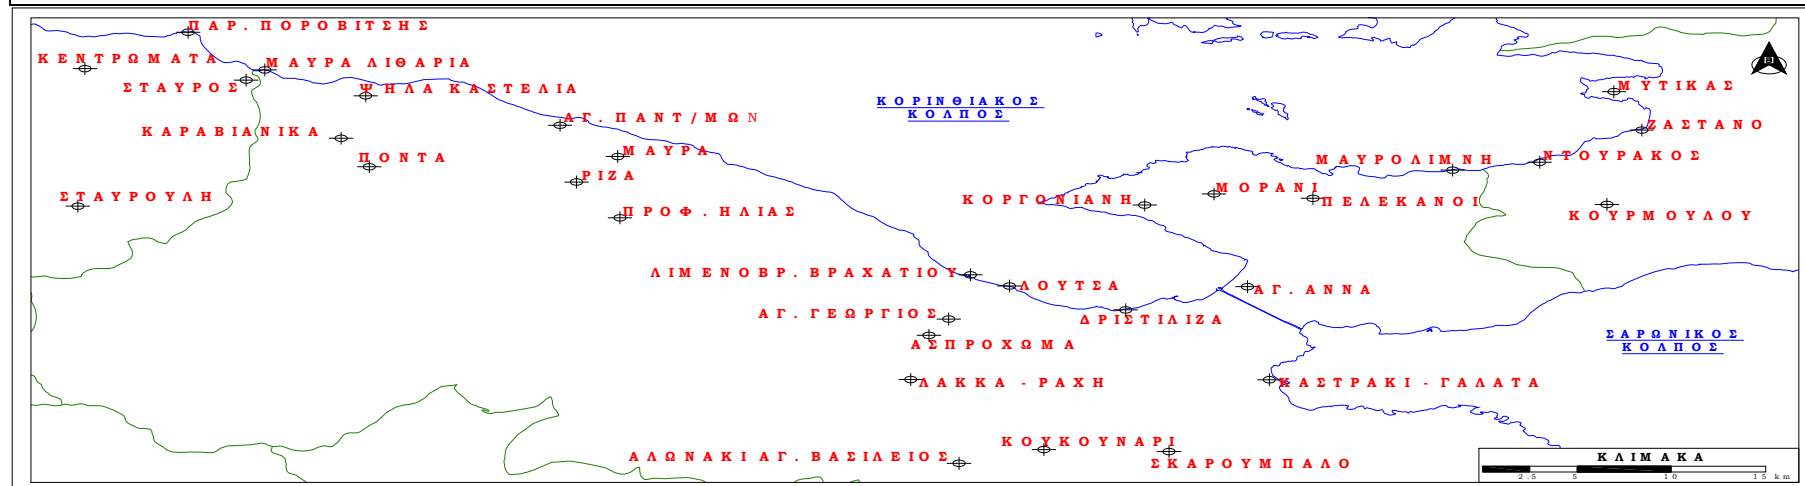 ΠΑΡ. ΠΟΡΟΒΙΤΣΗΣ
ΚΕΝΤΡΩΜΑΤΑ
ΜΑΥΡΑ ΛΙΘΑΡΙΑ
ΣΤΑΥΡΟΣ
ΨΗΛΑ ΚΑΣΤΕΛΙΑ
ΜΥΤΙΚΑΣ
ΚΟΡΙΝΘΙΑΚΟΣ
ΚΟΛΠΟΣ
ΑΓ. ΠΑΝΤ/ΜΩΝ
ΖΑΣΤΑΝΟ
ΚΑΡΑΒΙΑΝΙΚΑ
ΜΑΥΡΑ
ΠΟΝΤΑ
ΜΑΥΡΟΛΙΜΝΗ
ΝΤΟΥΡΑΚΟΣ
ΡΙΖΑ
ΣΤΑΥΡΟΥΛΗ
ΚΟΡΓΟΝΙΑΝΗ
ΜΟΡΑΝΙ
ΠΕΛΕΚΑΝΟΙ
ΠΡΟΦ. ΗΛΙΑΣ
ΚΟΥΡΜΟΥΛΟΥ
ΛΙΜΕΝΟΒΡ. ΒΡΑΧΑΤΙΟΥ
ΛΟΥΤΣΑ
ΑΓ. ΑΝΝΑ
ΑΓ. ΓΕΩΡΓΙΟΣ
ΔΡΙΣΤΙΛΙΖΑ
ΑΣΠΡΟΧΩΜΑ
ΣΑΡΩΝΙΚΟΣ
ΚΟΛΠΟΣ
ΛΑΚΚΑ - ΡΑΧΗ
ΚΑΣΤΡΑΚΙ - ΓΑΛΑΤΑ
ΚΟΥΚΟΥΝΑΡΙ
ΑΛΩΝΑΚΙ ΑΓ. ΒΑΣΙΛΕΙΟΣ
ΣΚΑΡΟΥΜΠΑΛΟ
ΚΛΙΜΑΚΑ
2.5 5 10 15 km